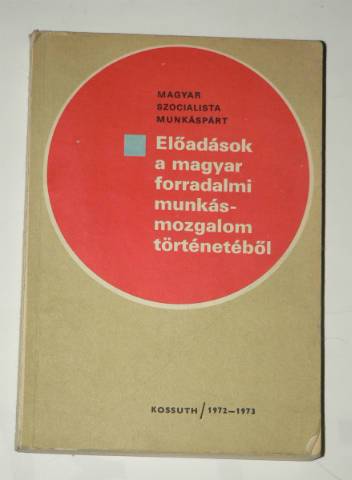 MAGYAR
SZOCIALISTA
MUNKÁSPÁRT
Előadások
a magyar
forradalmi
munkás-
mozgalom
történetéből
KOSSUTH / 1972—1973